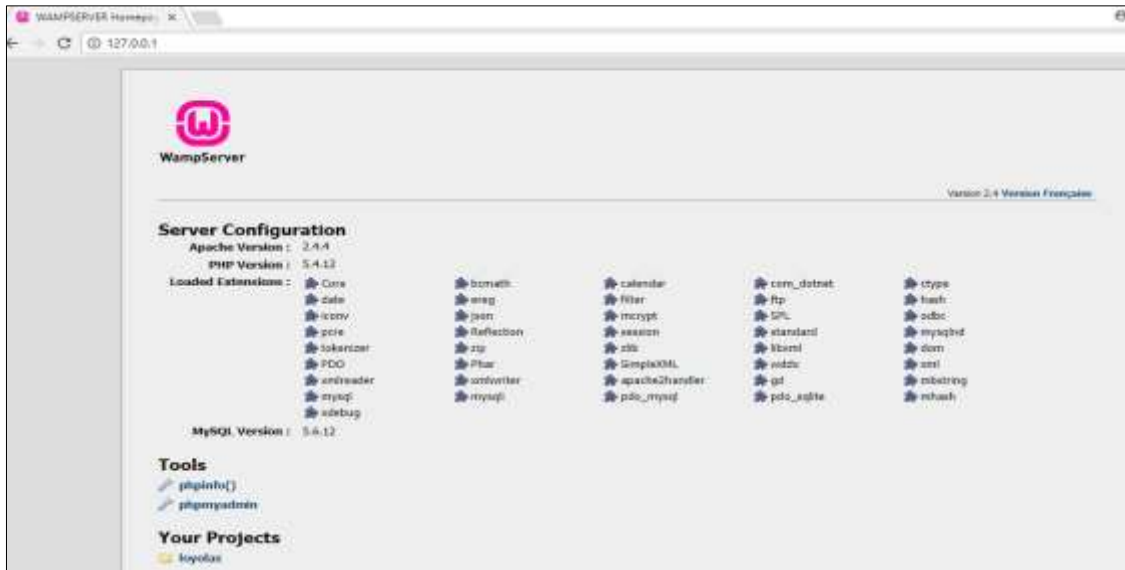 WAMPSERVER Homepage
127.0.0.1
WampServer
Version 2.4 Version Française
Server Configuration
Apache Version : 2.4.4
PHP Version : 5.4.12
Loaded Extensions : Core bcmath calendar com_dotnet ctype
date ereg filter ftp hash
iconv json mcrypt SPL odbc
pcre Reflection session standard mysqlnd
tokenizer zip zlib libxml dom
PDO Phar SimpleXML wddx xml
xmlreader xmlwriter apache2handler gd mbstring
mysql mysqli pdo_mysql pdo_sqlite mhash
xdebug
MySQL Version : 5.6.12
Tools
phpinfo()
phpmyadmin
Your Projects
loyolas